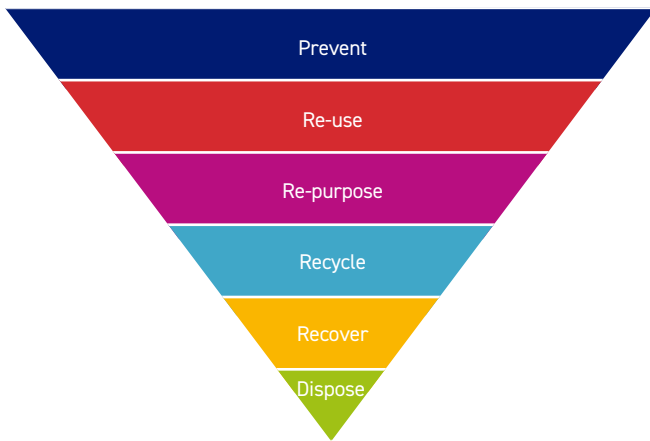 Prevent
Re-use
Re-purpose
Recycle
Recover
Dispose